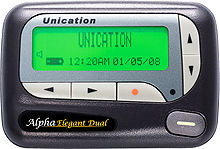 Unication
UNICATION
12:20AM 01/05/08
Alpha Elegant Dual